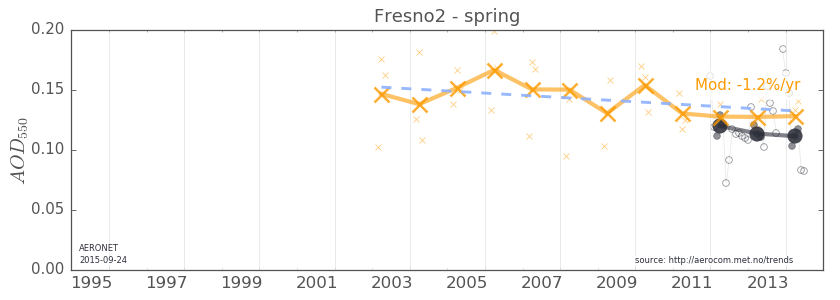 Fresno2 - spring
0.20
0.15
0.10
0.05
0.00
AOD550
Mod: -1.2%/yr
AERONET
2015-09-24
source: http://aerocom.met.no/trends
1995 1997 1999 2001 2003 2005 2007 2009 2011 2013